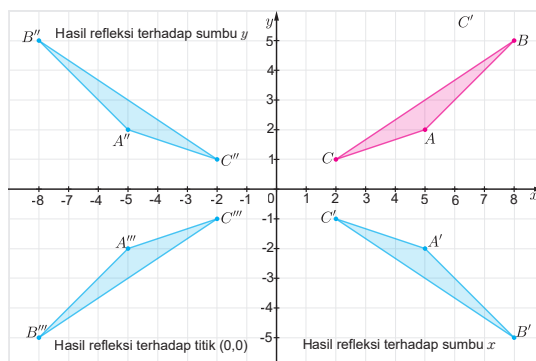 B″ Hasil refleksi terhadap sumbu y y C′ B
5
4
3
A″ 2 A
C″ 1 C
-8 -7 -6 -5 -4 -3 -2 -1 0 1 2 3 4 5 6 7 8 x
C‴ -1 C′
A‴ -2 A′
-3
-4
B‴ -5 B′
Hasil refleksi terhadap titik (0,0) Hasil refleksi terhadap sumbu x